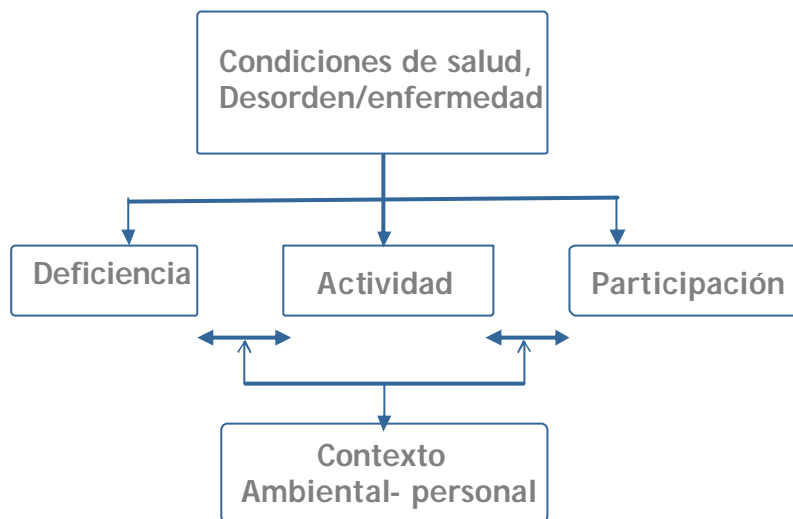 Condiciones de salud,
Desorden/enfermedad
Deficiencia
Actividad
Participación
Contexto
Ambiental- personal